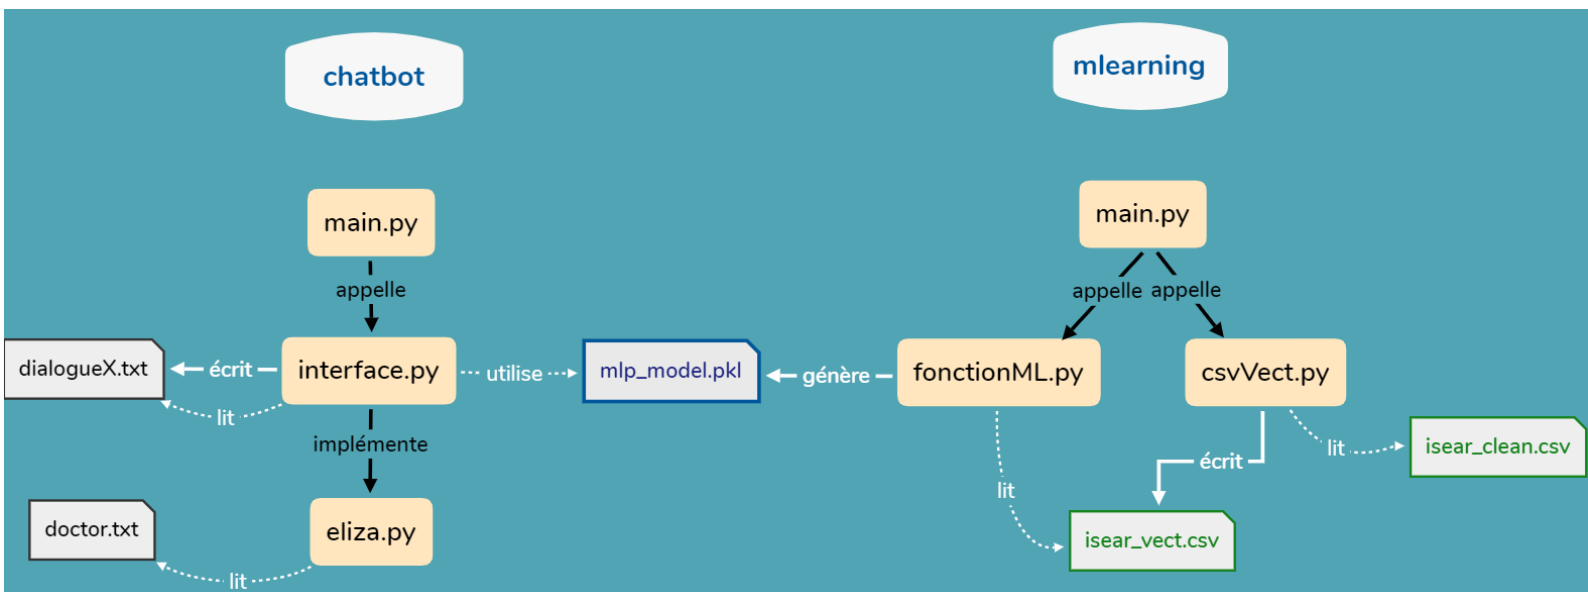 chatbot
mlearning
main.py
main.py
appelle
appelle appelle
dialogueX.txt
écrit
interface.py
utilise
mlp_model.pkl
génère
fonctionML.py
csvVect.py
lit
implémente
écrit
lit
isear_clean.csv
lit
doctor.txt
eliza.py
isear_vect.csv
lit